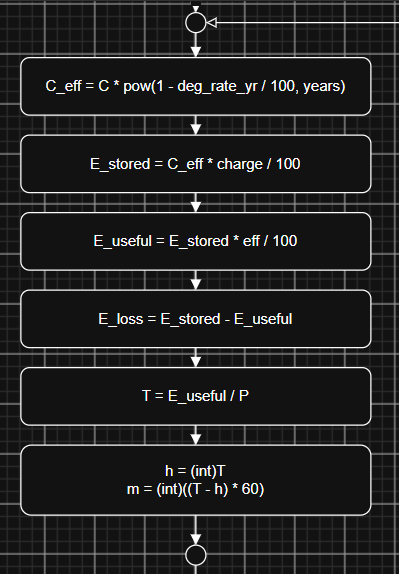 C_eff = C * pow(1 - deg_rate_yr / 100, years)
E_stored = C_eff * charge / 100
E_useful = E_stored * eff / 100
E_loss = E_stored - E_useful
T = E_useful / P
h = (int)T
m = (int)((T - h) * 60)